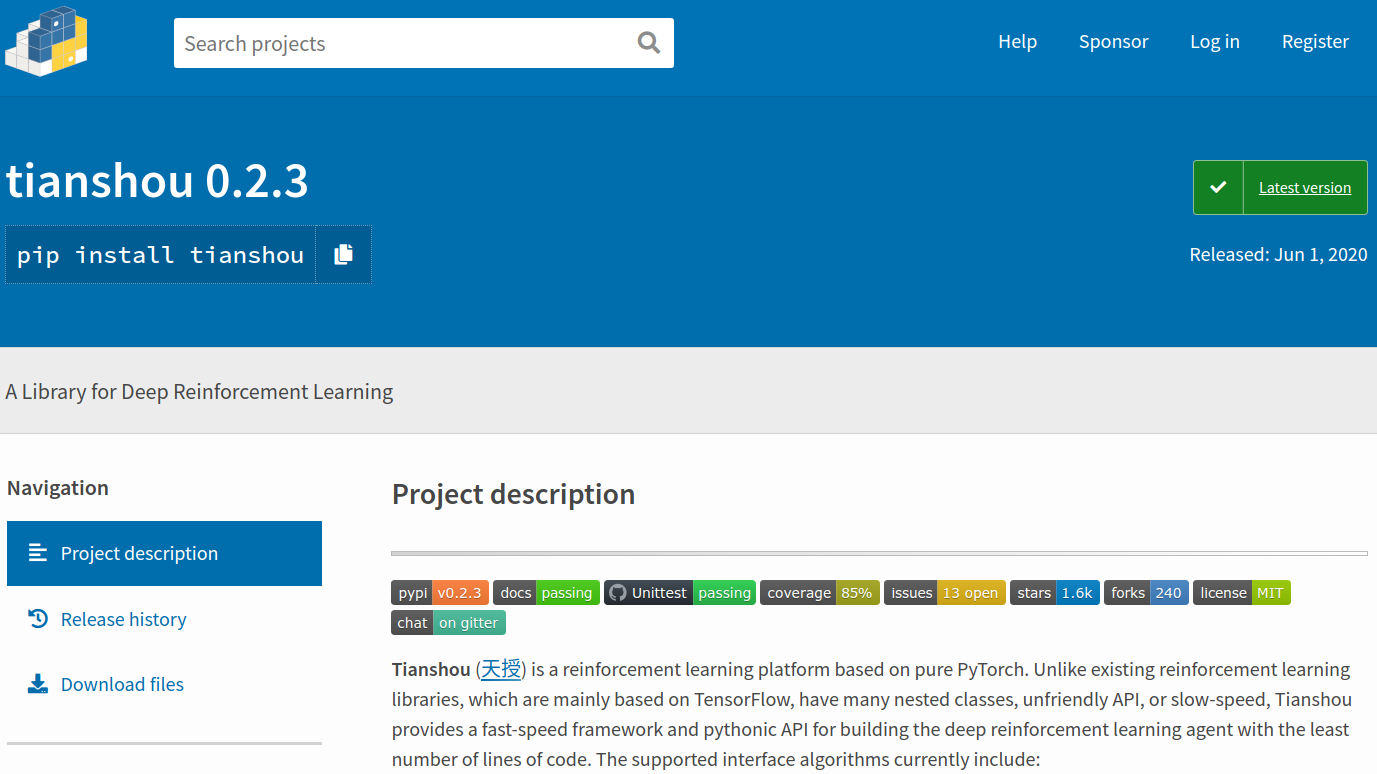 Search projects
Help
Sponsor
Log in
Register
tianshou 0.2.3
Latest version
pip install tianshou
Released: Jun 1, 2020
A Library for Deep Reinforcement Learning
Navigation
Project description
Release history
Download files
Project description
pypi v0.2.3 docs passing Unittest passing coverage 85% issues 13 open stars 1.6k forks 240 license MIT
chat on gitter
Tianshou (天授) is a reinforcement learning platform based on pure PyTorch. Unlike existing reinforcement learning
libraries, which are mainly based on TensorFlow, have many nested classes, unfriendly API, or slow-speed, Tianshou
provides a fast-speed framework and pythonic API for building the deep reinforcement learning agent with the least
number of lines of code. The supported interface algorithms currently include: